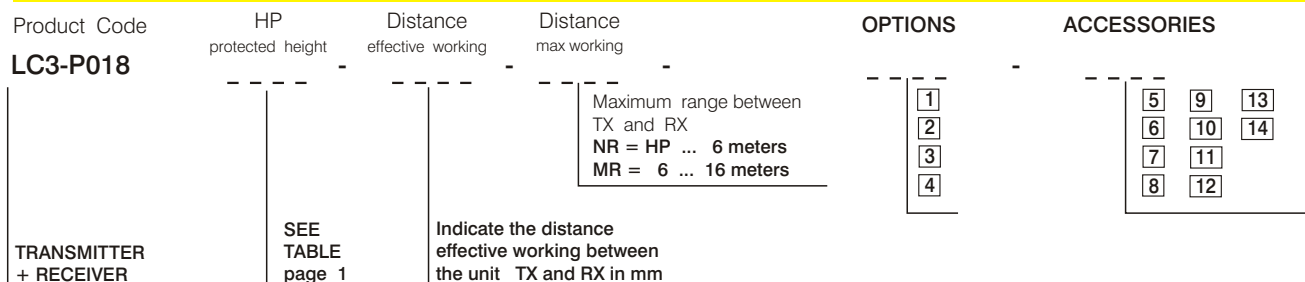 Product Code HP Distance Distance OPTIONS ACCESSORIES
protected height effective working max working
LC3-P018 - - - -
_ _ _ _ _ _ _ _ _ _ _ _ _ _ _ _ _ _ _ _
Maximum range between 1 5 9 13
TX and RX 2 6 10 14
NR = HP ... 6 meters 3 7 11
MR = 6 ... 16 meters 4 8 12
SEE Indicate the distance
TRANSMITTER TABLE effective working between
+ RECEIVER page 1 the unit TX and RX in mm